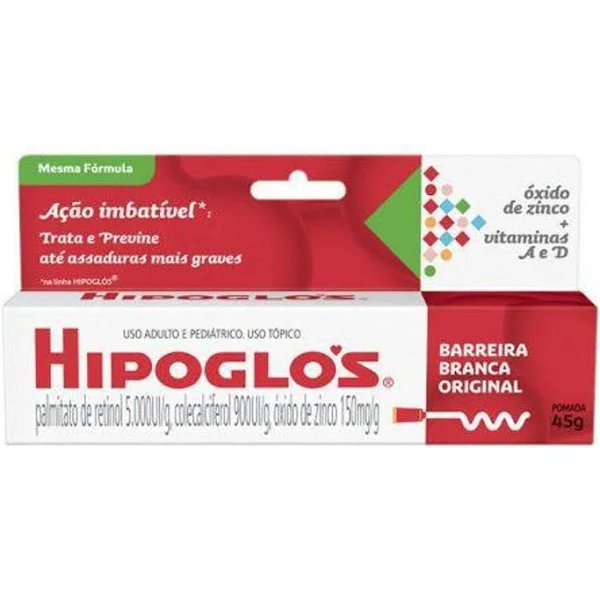 Mesma Fórmula
Ação imbatível*¹
Trata e Previne
até assaduras mais graves
*na linha HIPOGLÓS®
óxido
de zinco
+
vitaminas
A e D
USO ADULTO E PEDIÁTRICO. USO TÓPICO
HIPOGLÓS®
palmitato de retinol 5.000UI/g, colecalciferol 900UI/g, óxido de zinco 150mg/g
BARREIRA
BRANCA
ORIGINAL
POMADA
45g